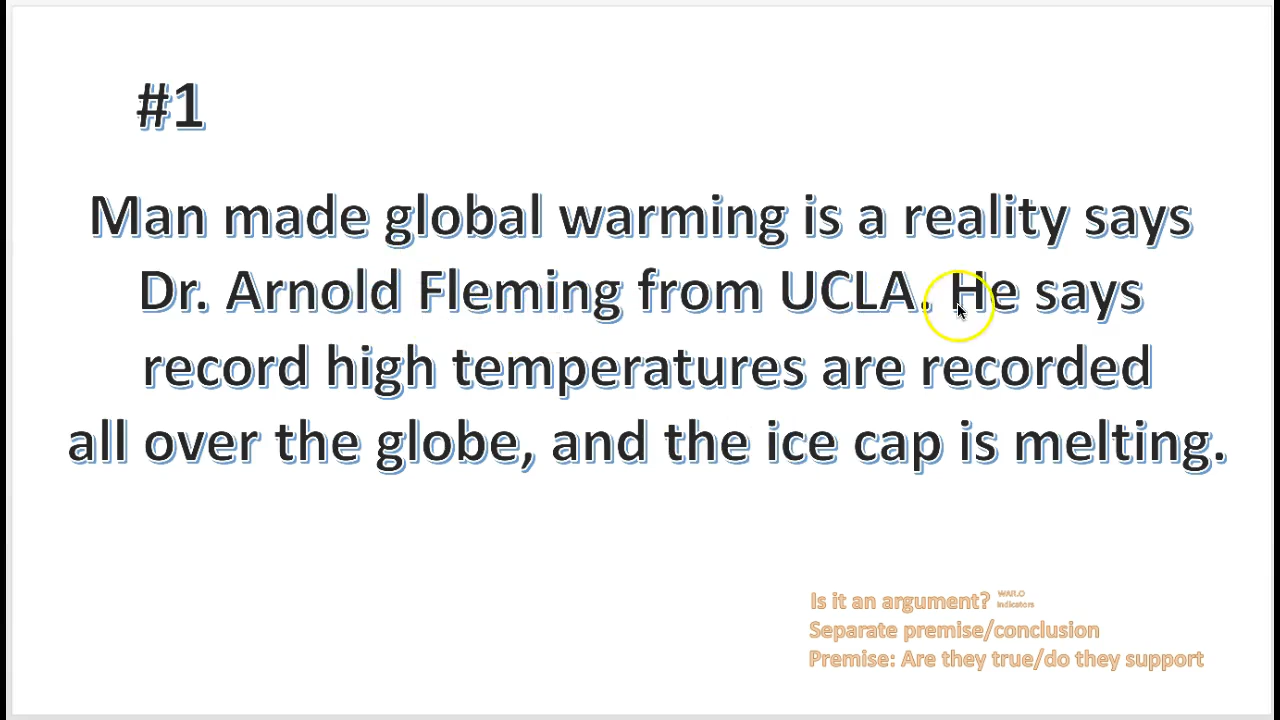 #1
Man made global warming is a reality says
Dr. Arnold Fleming from UCLA. He says
record high temperatures are recorded
all over the globe, and the ice cap is melting.
Is it an argument?
Indicators
Separate premise/conclusion
Premise: Are they true/do they support